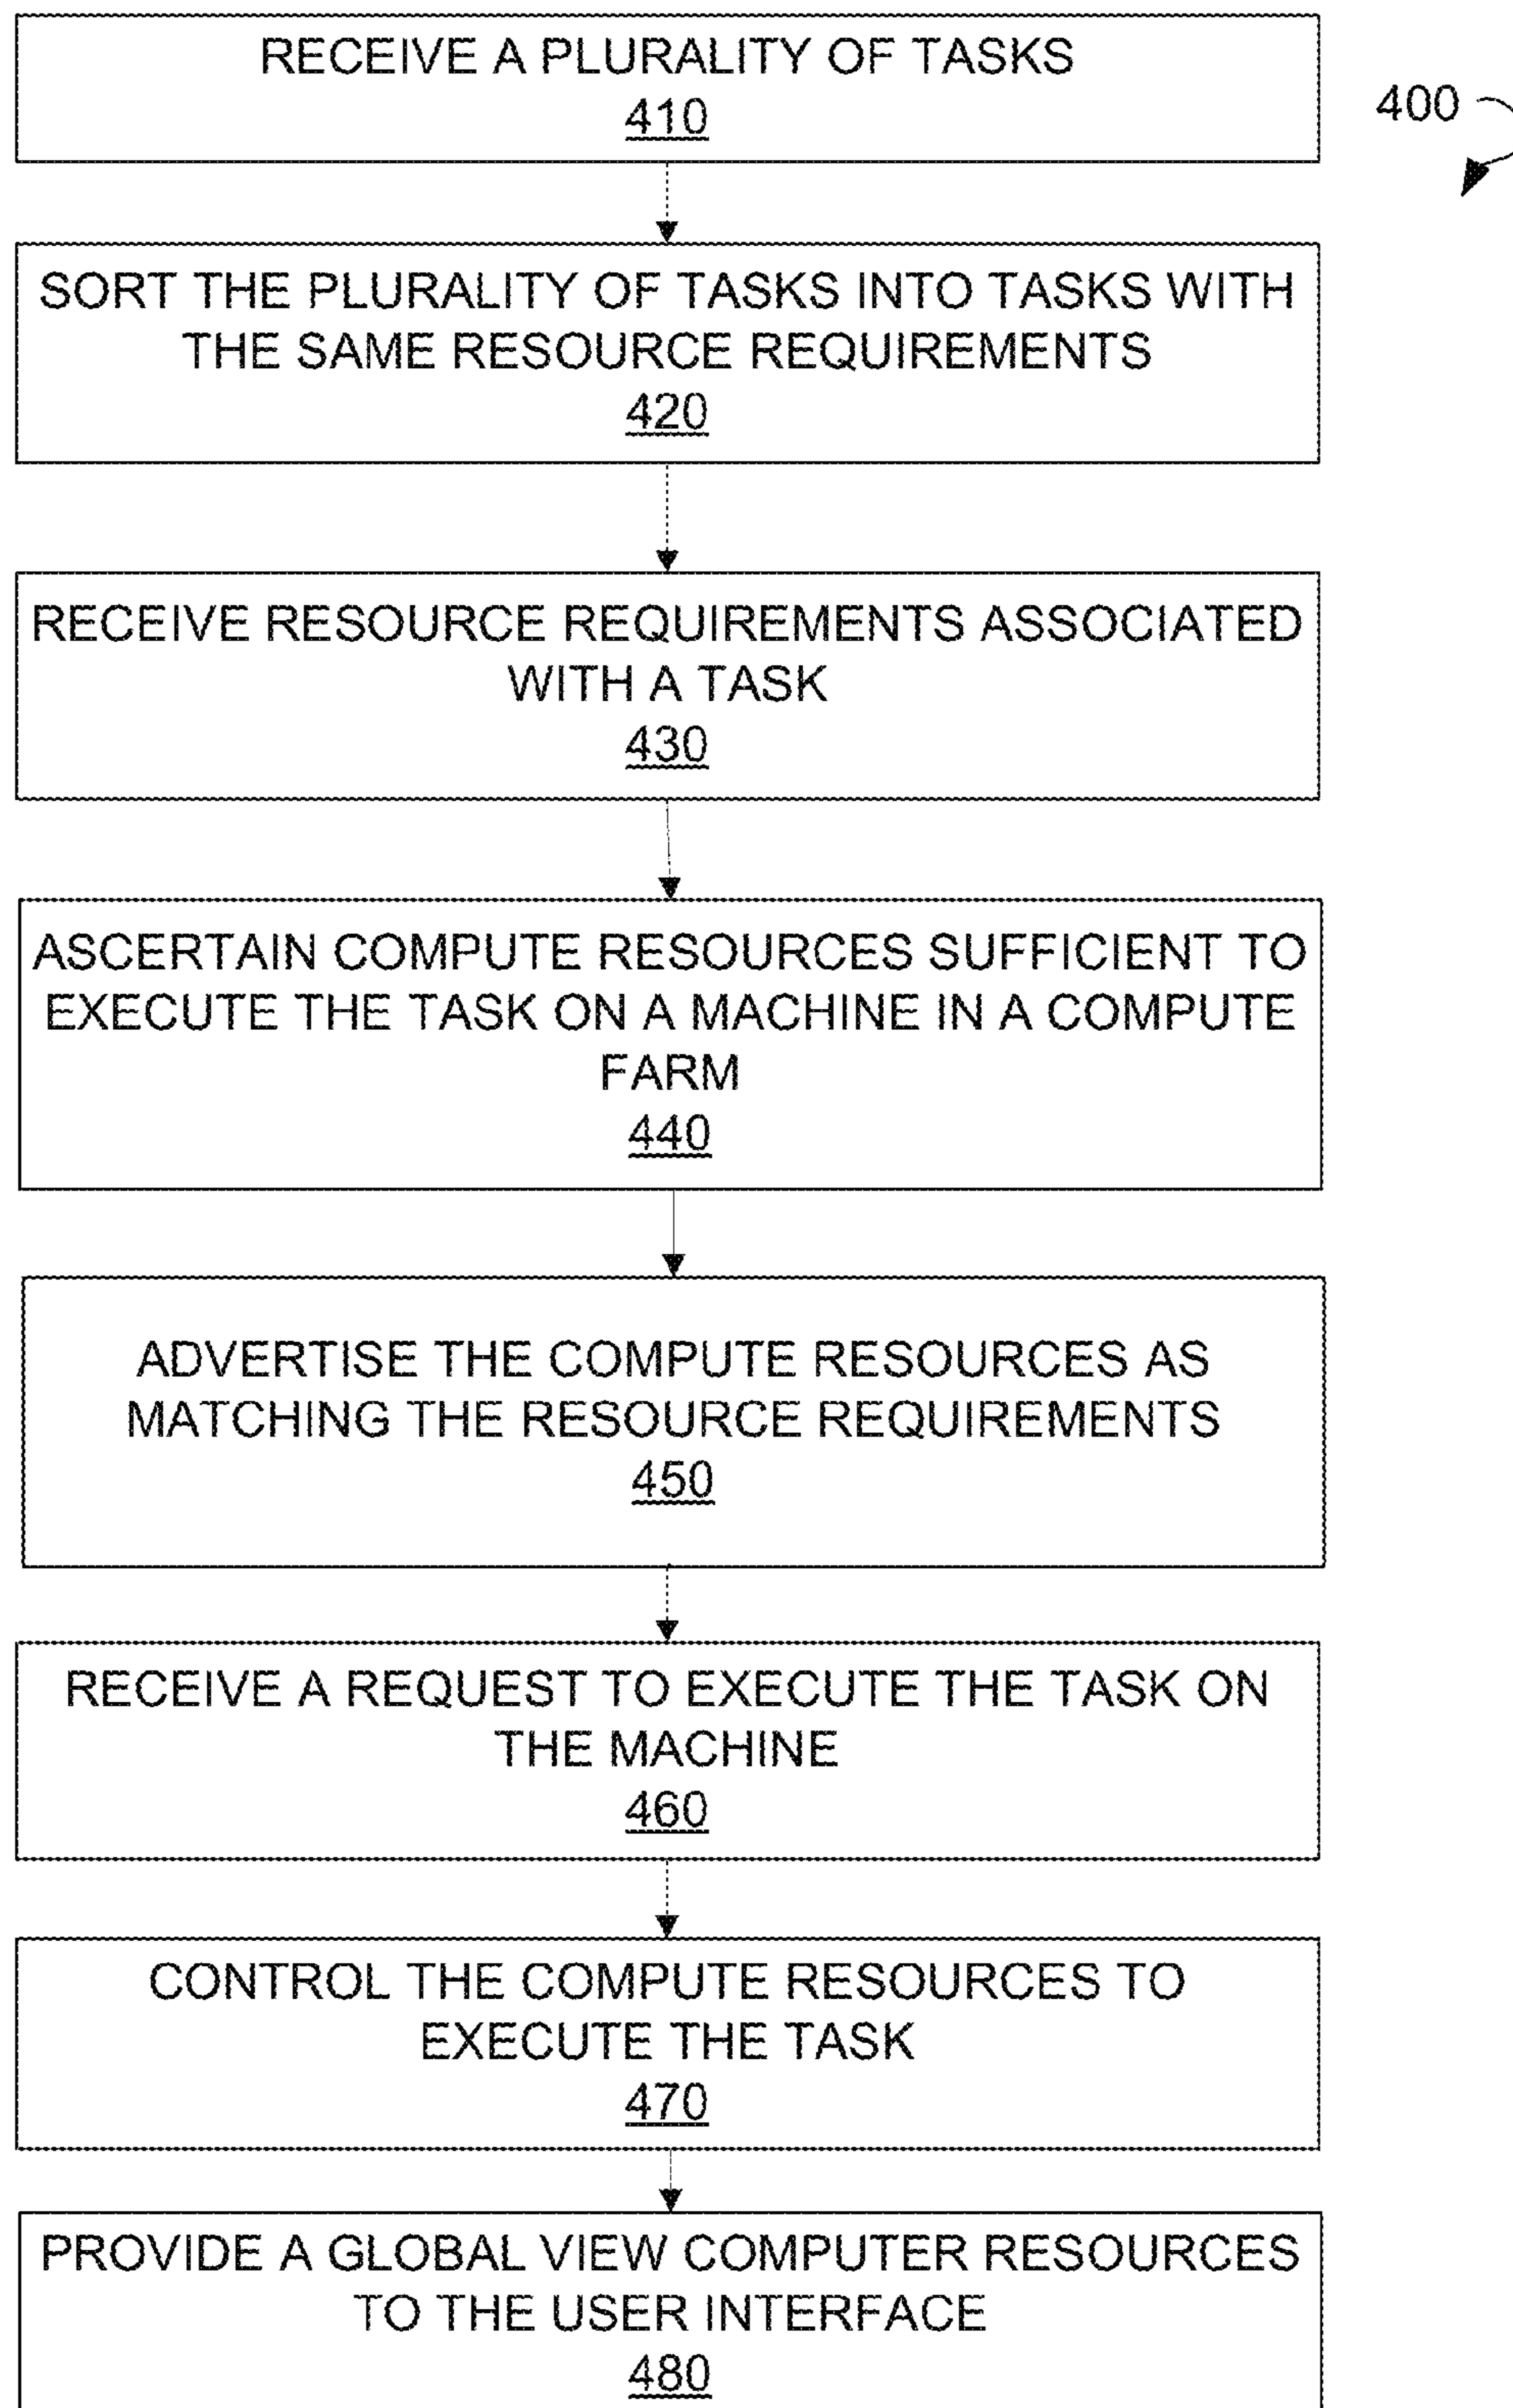 RECEIVE A PLURALITY OF TASKS
410
400
SORT THE PLURALITY OF TASKS INTO TASKS WITH
THE SAME RESOURCE REQUIREMENTS
420
RECEIVE RESOURCE REQUIREMENTS ASSOCIATED
WITH A TASK
430
ASCERTAIN COMPUTE RESOURCES SUFFICIENT TO
EXECUTE THE TASK ON A MACHINE IN A COMPUTE
FARM
440
ADVERTISE THE COMPUTE RESOURCES AS
MATCHING THE RESOURCE REQUIREMENTS
450
RECEIVE A REQUEST TO EXECUTE THE TASK ON
THE MACHINE
460
CONTROL THE COMPUTE RESOURCES TO
EXECUTE THE TASK
470
PROVIDE A GLOBAL VIEW COMPUTER RESOURCES
TO THE USER INTERFACE
480